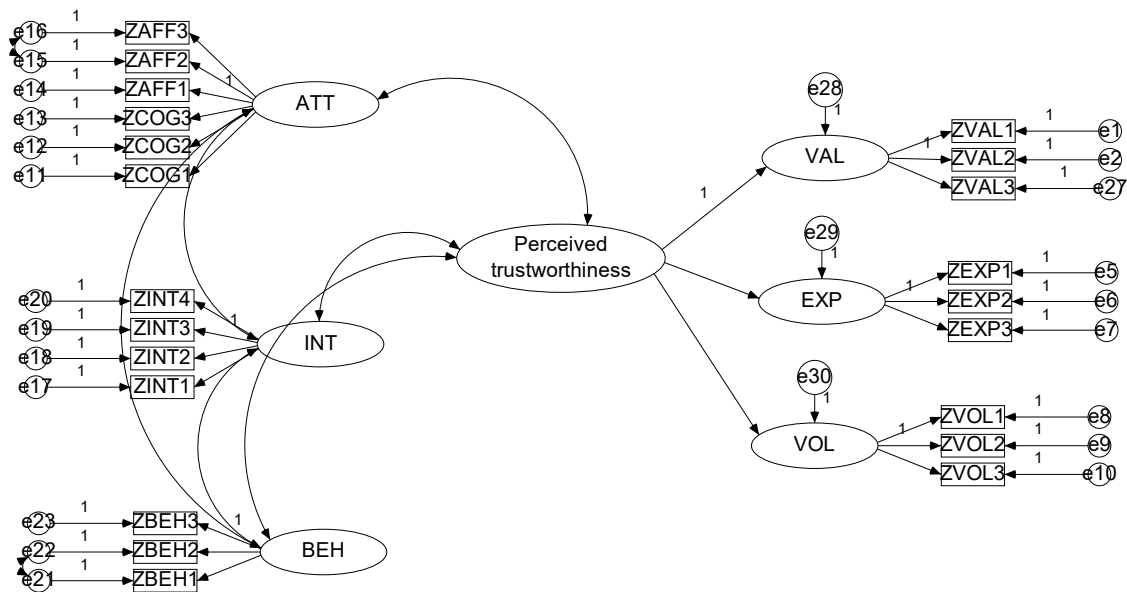 e16 1 ZAFF3
e15 1 ZAFF2
e14 1 ZAFF1
e13 1 ZCOG3
e12 1 ZCOG2
e11 1 ZCOG1
1
ATT
e20 1 ZINT4
e19 1 ZINT3
e18 1 ZINT2
e17 1 ZINT1
1
INT
e23 1 ZBEH3
e22 1 ZBEH2
e21 1 ZBEH1
1
BEH
Perceived
trustworthiness
1
e28
1
VAL
1
ZVAL1 1 e1
ZVAL2 1 e2
ZVAL3 1 e27
e29
1
EXP
1
ZEXP1 1 e5
ZEXP2 1 e6
ZEXP3 1 e7
e30
1
VOL
1
ZVOL1 1 e8
ZVOL2 1 e9
ZVOL3 1 e10